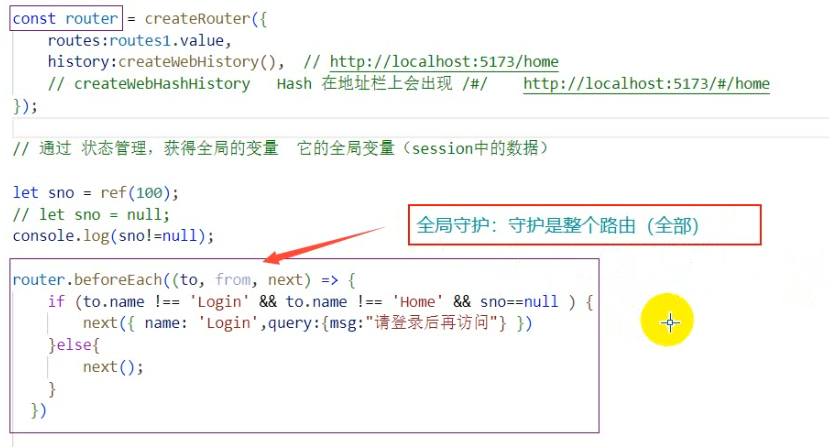 const router = createRouter({
routes:routes1.value,
history:createWebHistory(), // http://localhost:5173/home
// createWebHashHistory Hash 在地址栏上会出现 /#/ http://localhost:5173/#/home
});
// 通过 状态管理，获得全局的变量 它的全局变量（session中的数据）
let sno = ref(100);
// let sno = null;
console.log(sno!=null);
全局守护：守护是整个路由（全部）
router.beforeEach((to, from, next) => {
if (to.name !== 'Login' && to.name !== 'Home' && sno==null ) {
next({ name: 'Login',query:{msg:"请登录后再访问"} })
}else{
next();
}
})